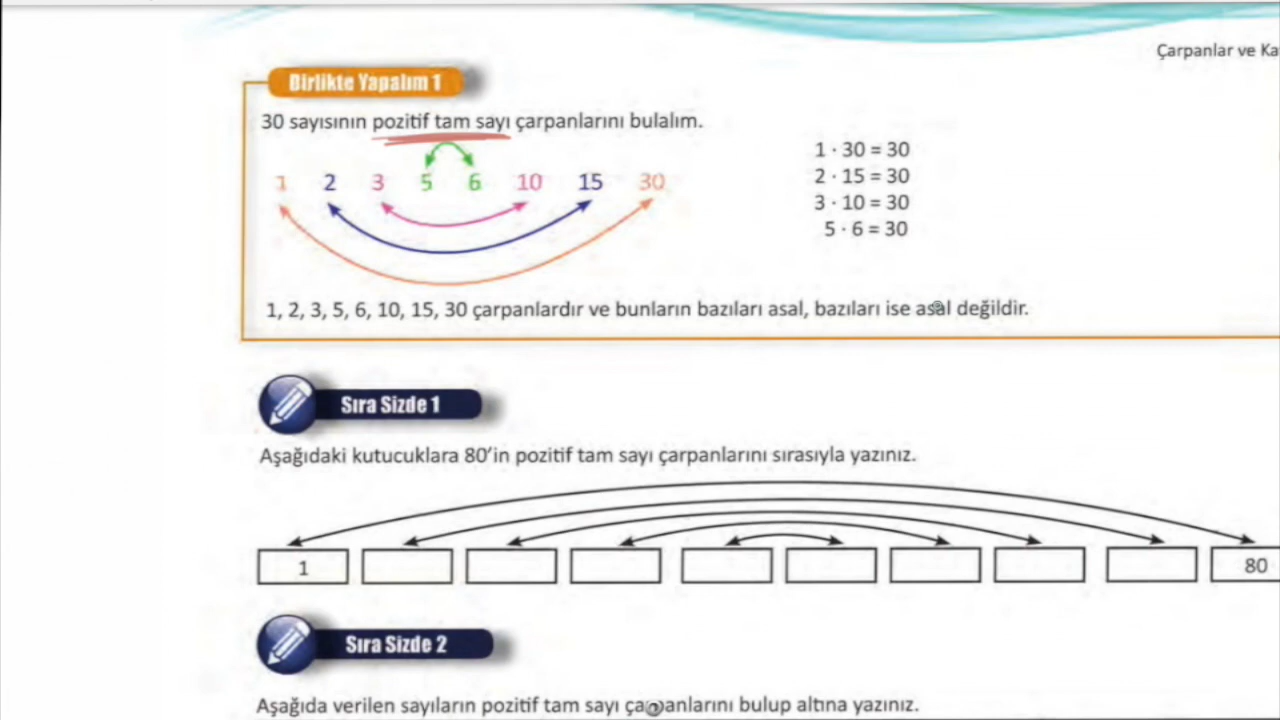 Çarpanlar ve Ka
Birlikte Yapalım 1
30 sayısının pozitif tam sayı çarpanlarını bulalım.
1 2 3 5 6 10 15 30
1 · 30 = 30
2 · 15 = 30
3 · 10 = 30
5 · 6 = 30
1, 2, 3, 5, 6, 10, 15, 30 çarpanlardır ve bunların bazıları asal, bazıları ise asal değildir.
Sıra Sizde 1
Aşağıdaki kutucuklara 80'in pozitif tam sayı çarpanlarını sırasıyla yazınız.
1 80
Sıra Sizde 2
Aşağıda verilen sayıların pozitif tam sayı çarpanlarını bulup altına yazınız.